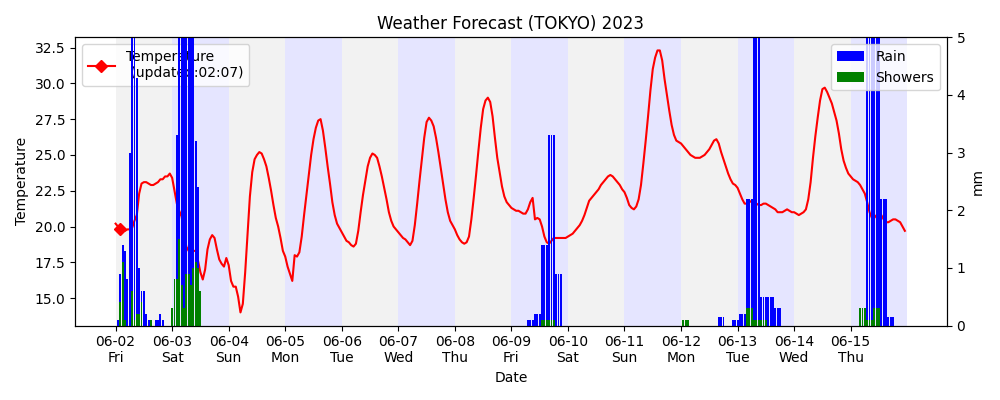 Weather Forecast (TOKYO) 2023
Temperature
32.5
30.0
27.5
25.0
22.5
20.0
17.5
15.0
Temperature
(updated:02:07)
Rain
Showers
5
4
3
2
1
0
mm
06-02 06-03 06-04 06-05 06-06 06-07 06-08 06-09 06-10 06-11 06-12 06-13 06-14 06-15
Fri Sat Sun Mon Tue Wed Thu Fri Sat Sun Mon Tue Wed Thu
Date